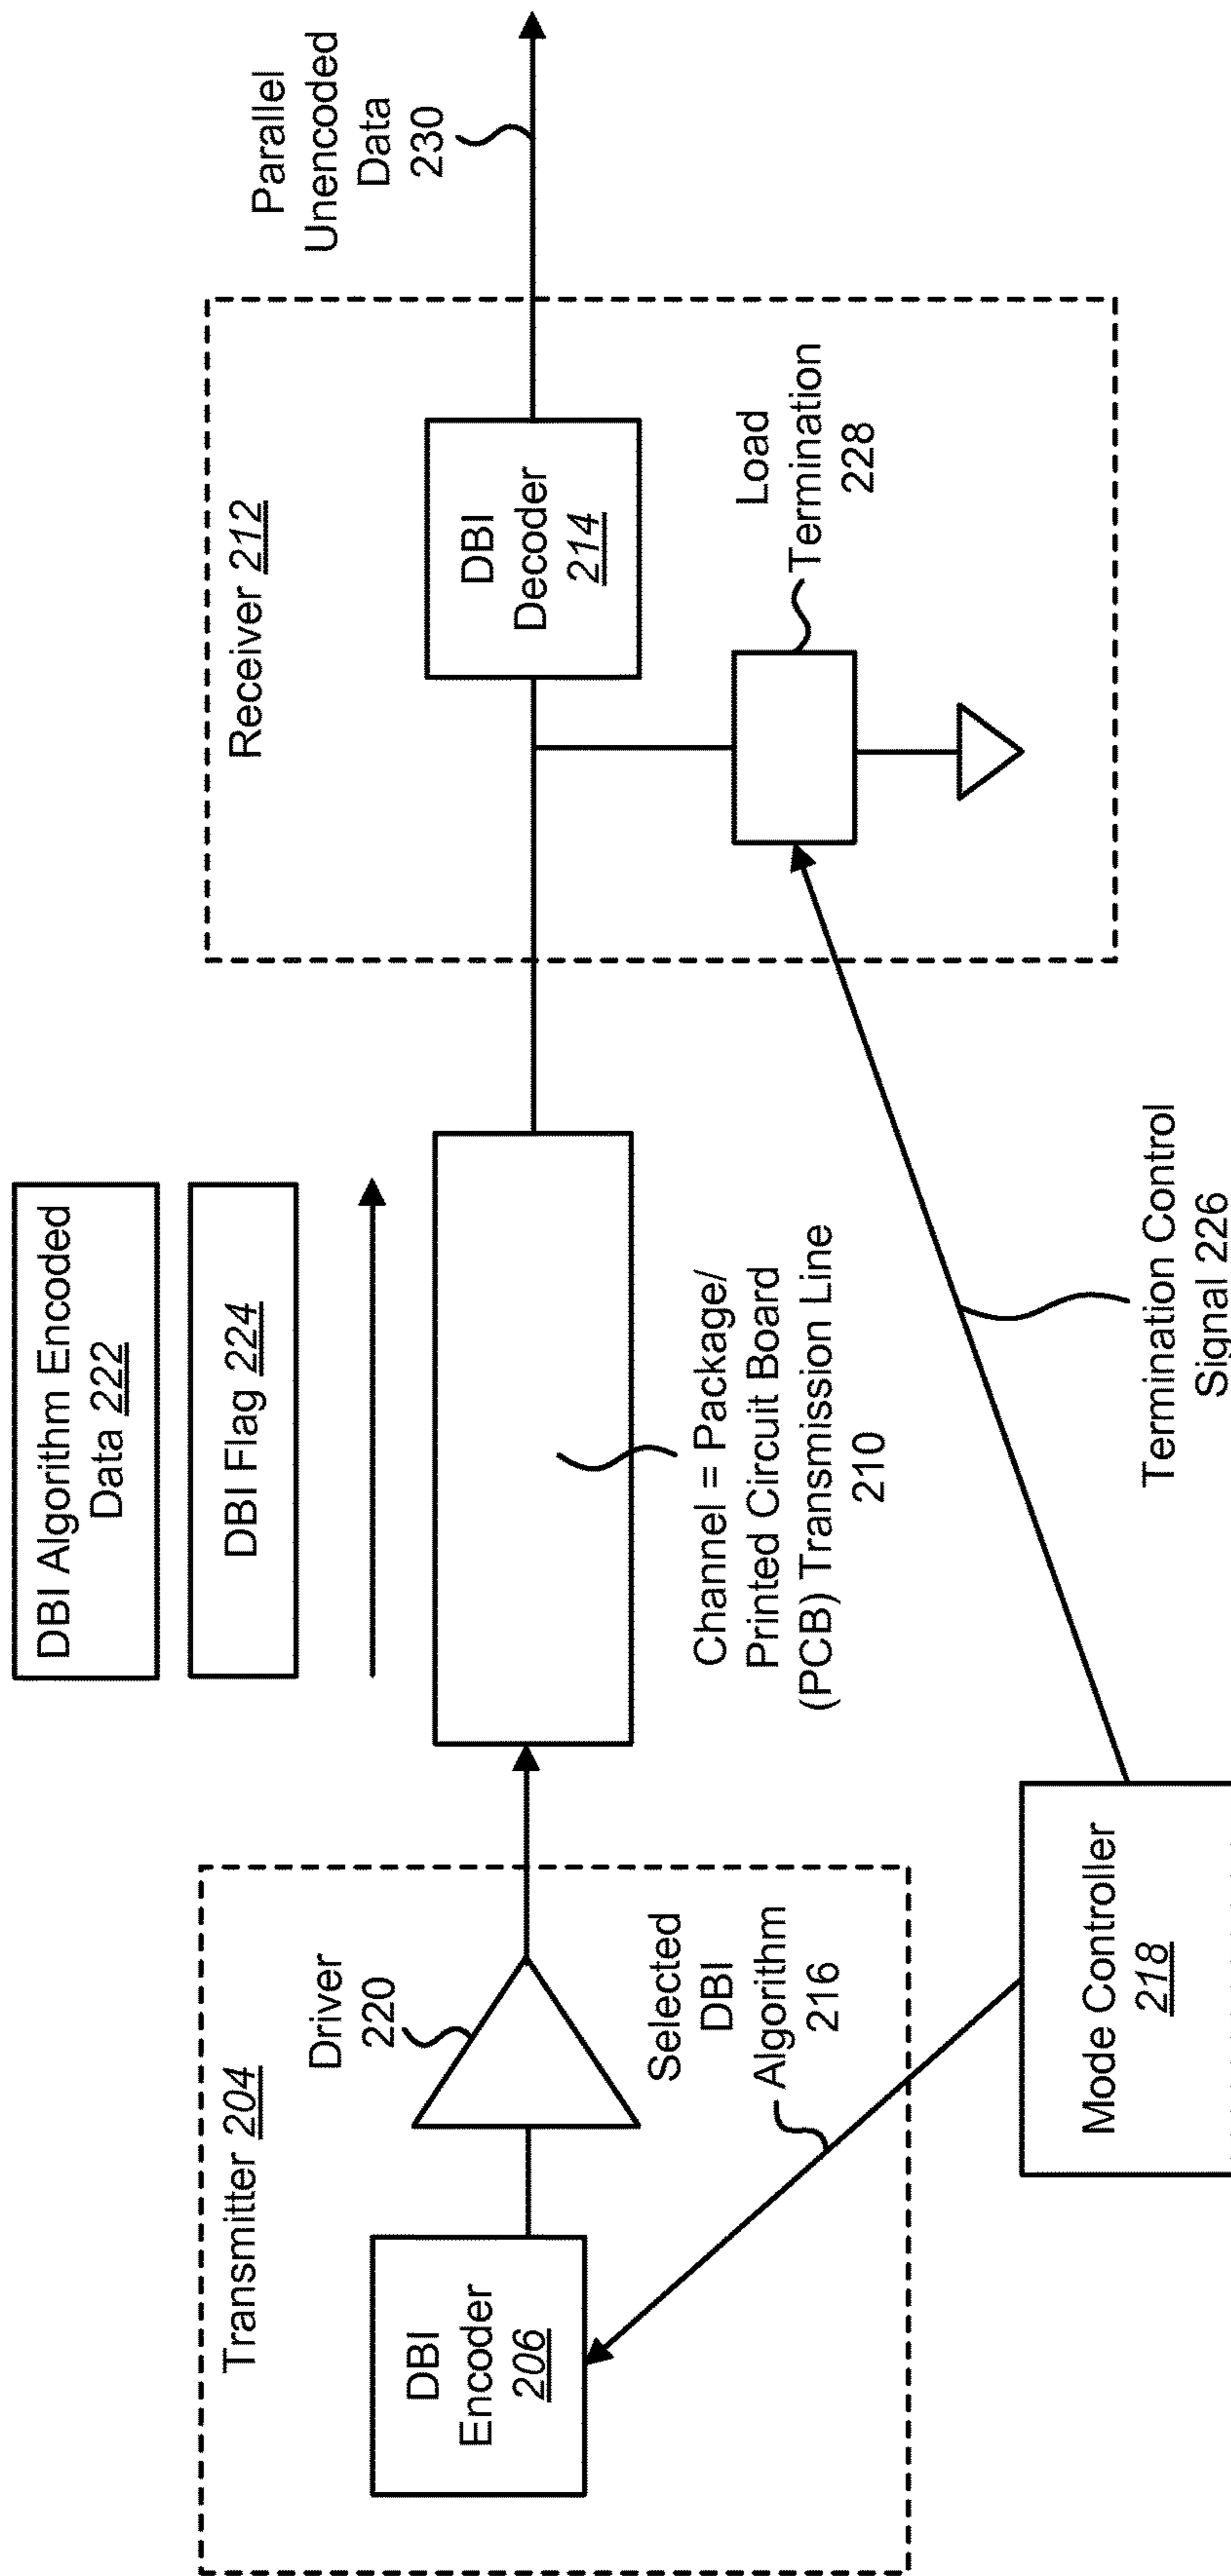 DBI Algorithm Encoded
Data 222
DBI Flag 224
Transmitter 204
DBI
Encoder
206
Driver
220
Selected
DBI
Algorithm
216
Mode Controller
218
Channel = Package/
Printed Circuit Board
(PCB) Transmission Line
210
Termination Control
Signal 226
Receiver 212
DBI
Decoder
214
Load
Termination
228
Parallel
Unencoded
Data
230